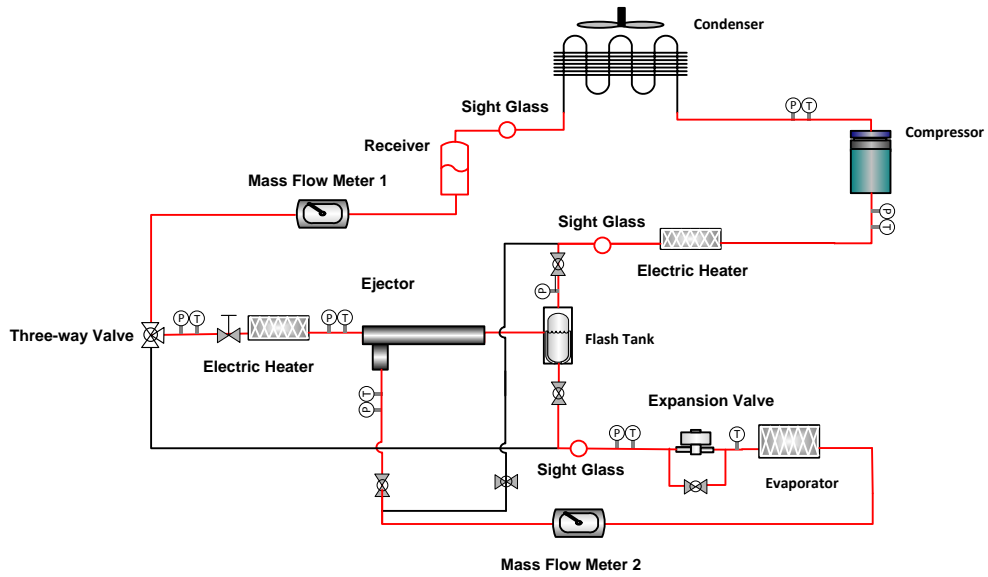 Condenser
P T
Sight Glass
Compressor
Receiver
Mass Flow Meter 1
P
T
Sight Glass
Electric Heater
Ejector
P
P T
P T
Three-way Valve
Flash Tank
Electric Heater
T
P
Expansion Valve
P T
T
Sight Glass
Evaporator
Mass Flow Meter 2